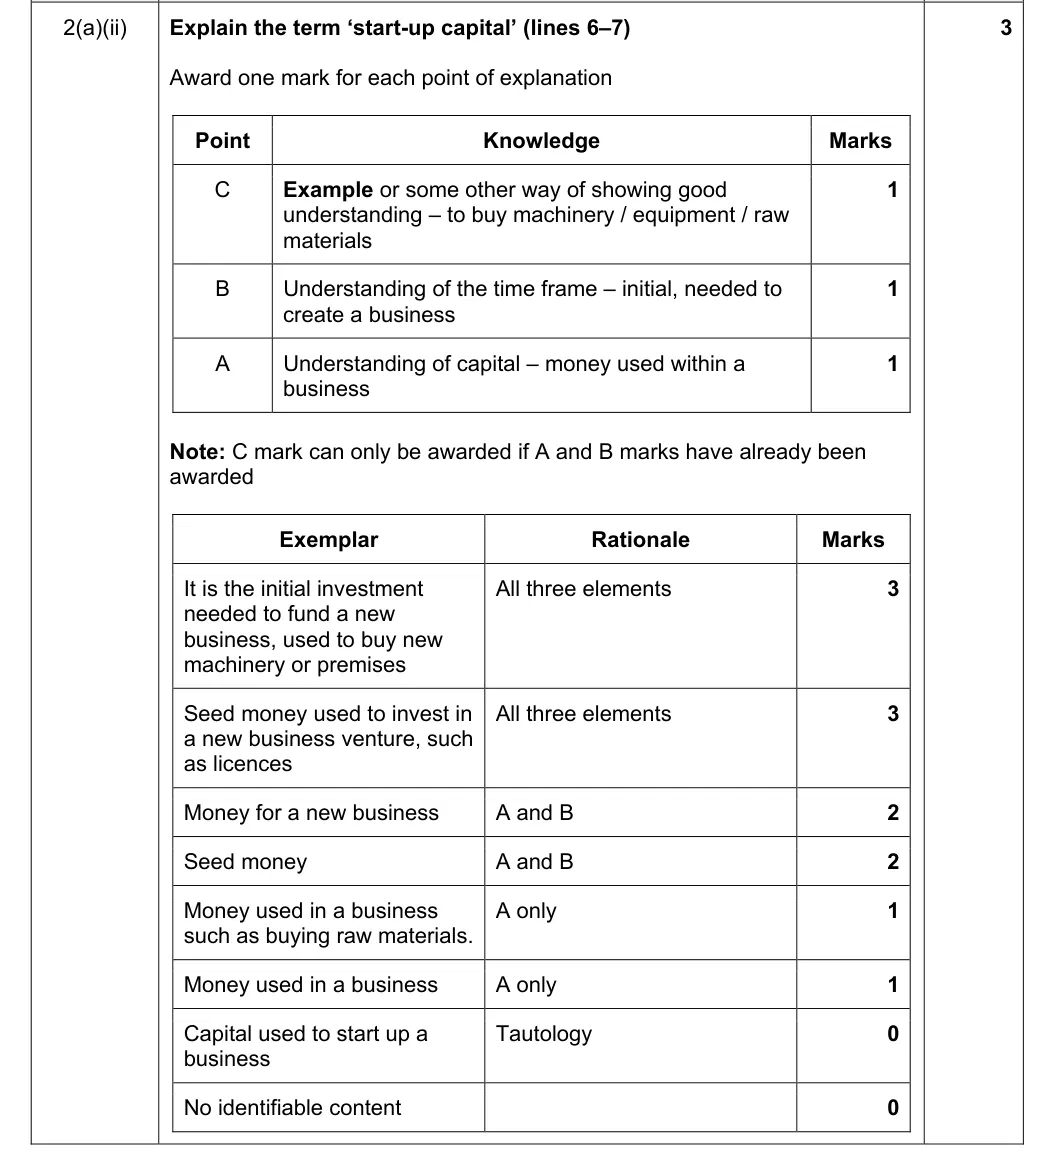 2(a)(ii) Explain the term ‘start-up capital’ (lines 6–7) 3
Award one mark for each point of explanation
Point Knowledge Marks
C Example or some other way of showing good 1
understanding – to buy machinery / equipment / raw
materials
B Understanding of the time frame – initial, needed to 1
create a business
A Understanding of capital – money used within a 1
business
Note: C mark can only be awarded if A and B marks have already been
awarded
Exemplar Rationale Marks
It is the initial investment All three elements 3
needed to fund a new
business, used to buy new
machinery or premises
Seed money used to invest in All three elements 3
a new business venture, such
as licences
Money for a new business A and B 2
Seed money A and B 2
Money used in a business A only 1
such as buying raw materials.
Money used in a business A only 1
Capital used to start up a Tautology 0
business
No identifiable content 0